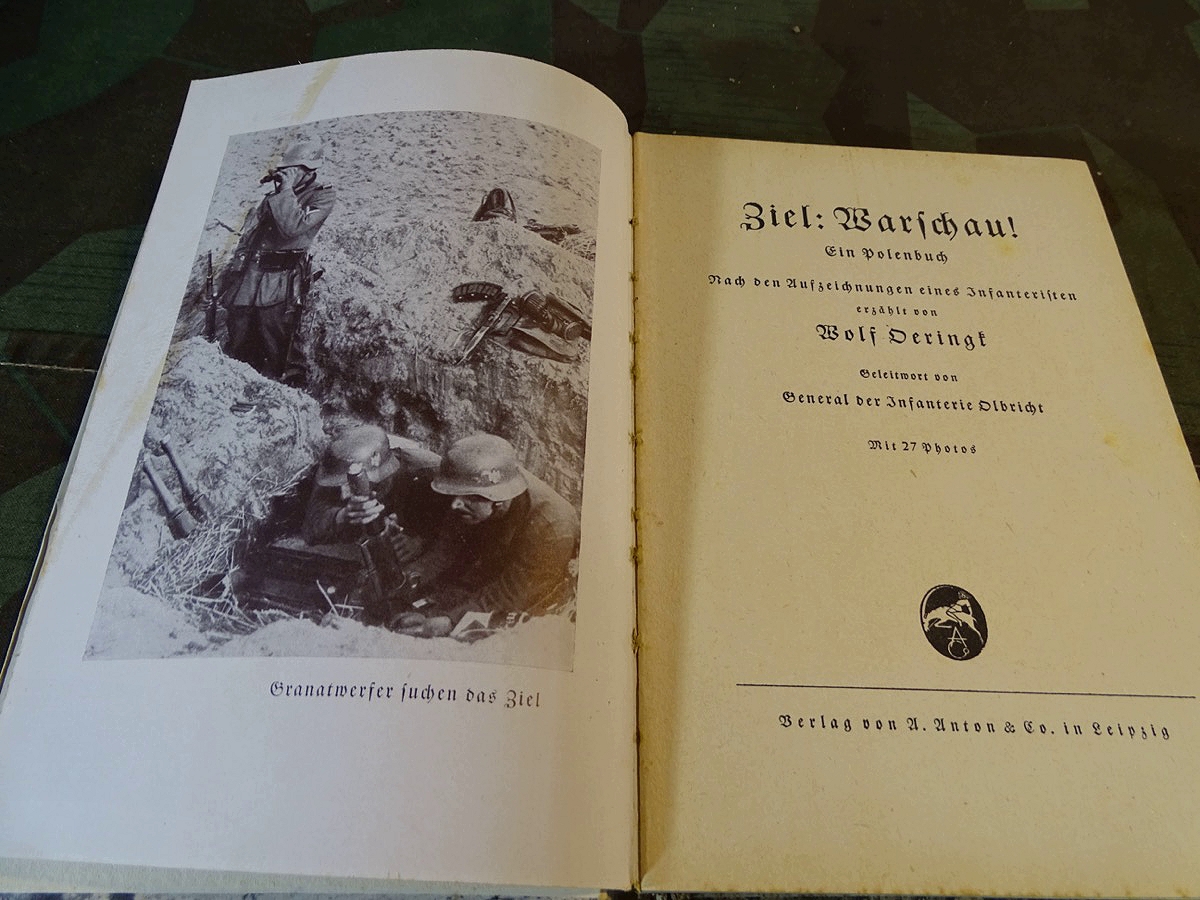 Granatwerfer suchen das Ziel
Ziel: Warschau!
Ein Polenbuch
Nach den Aufzeichnungen eines Infanteristen
erzählt von
Wolf Deringk
Geleitwort von
General der Infanterie Olbricht
Mit 27 Photos
A
Co
Verlag von A. Anton & Co. in Leipzig